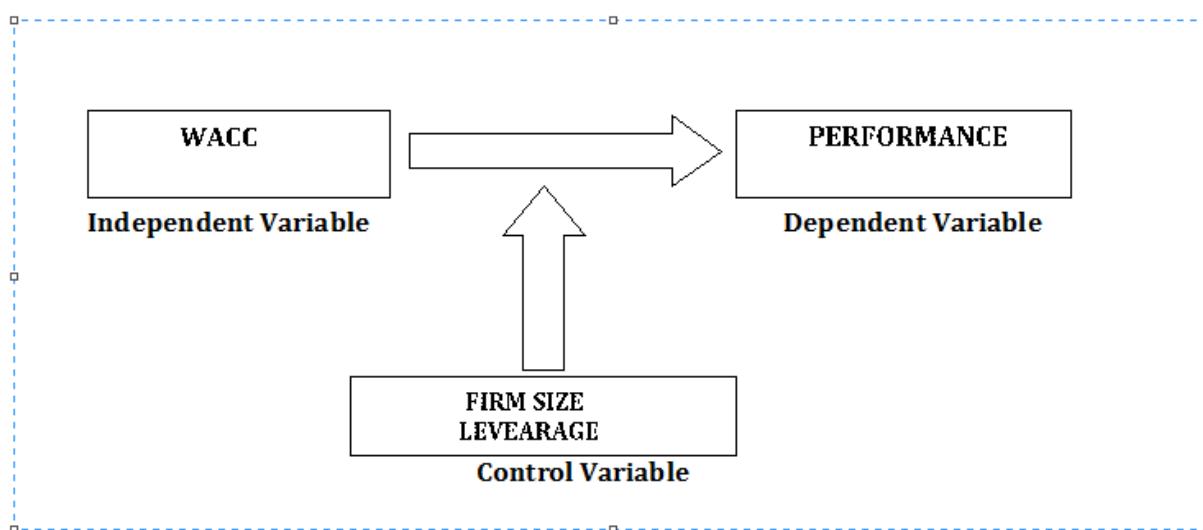 WACC
PERFORMANCE
Independent Variable
Dependent Variable
FIRM SIZE
LEVEARAGE
Control Variable